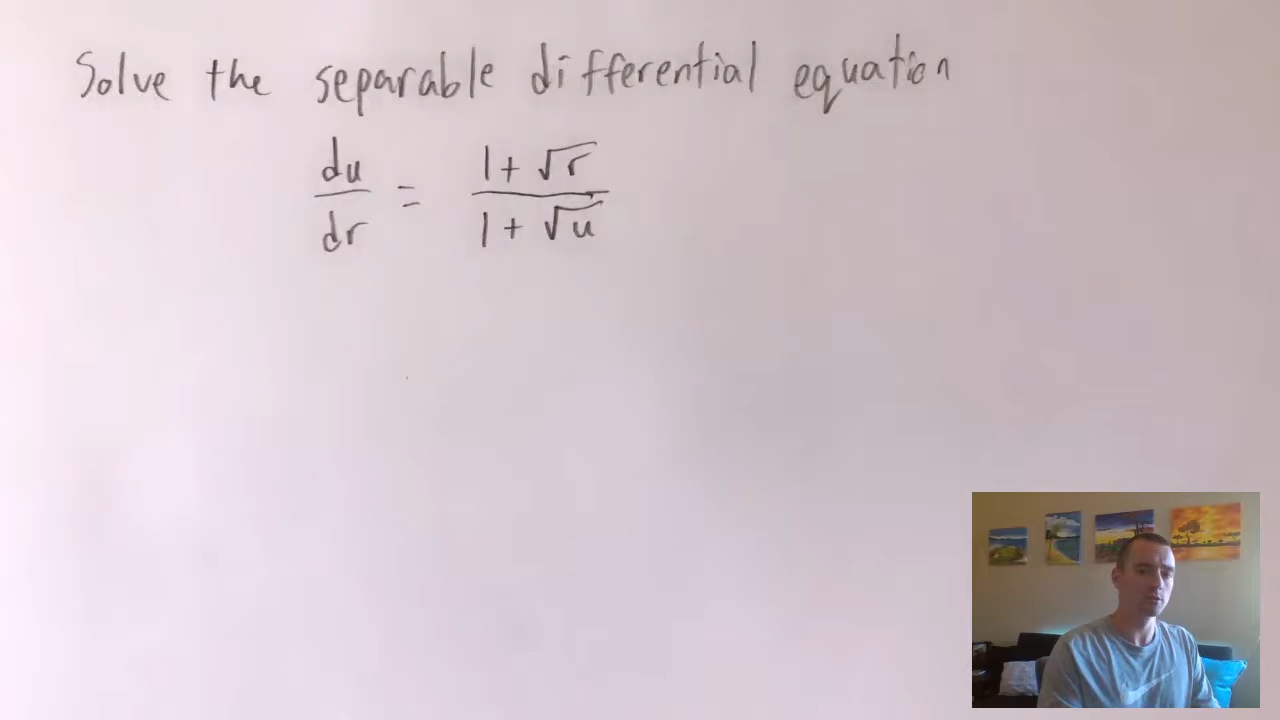 Solve the separable differential equation
du/dr = (1 + √r)/(1 + √u)